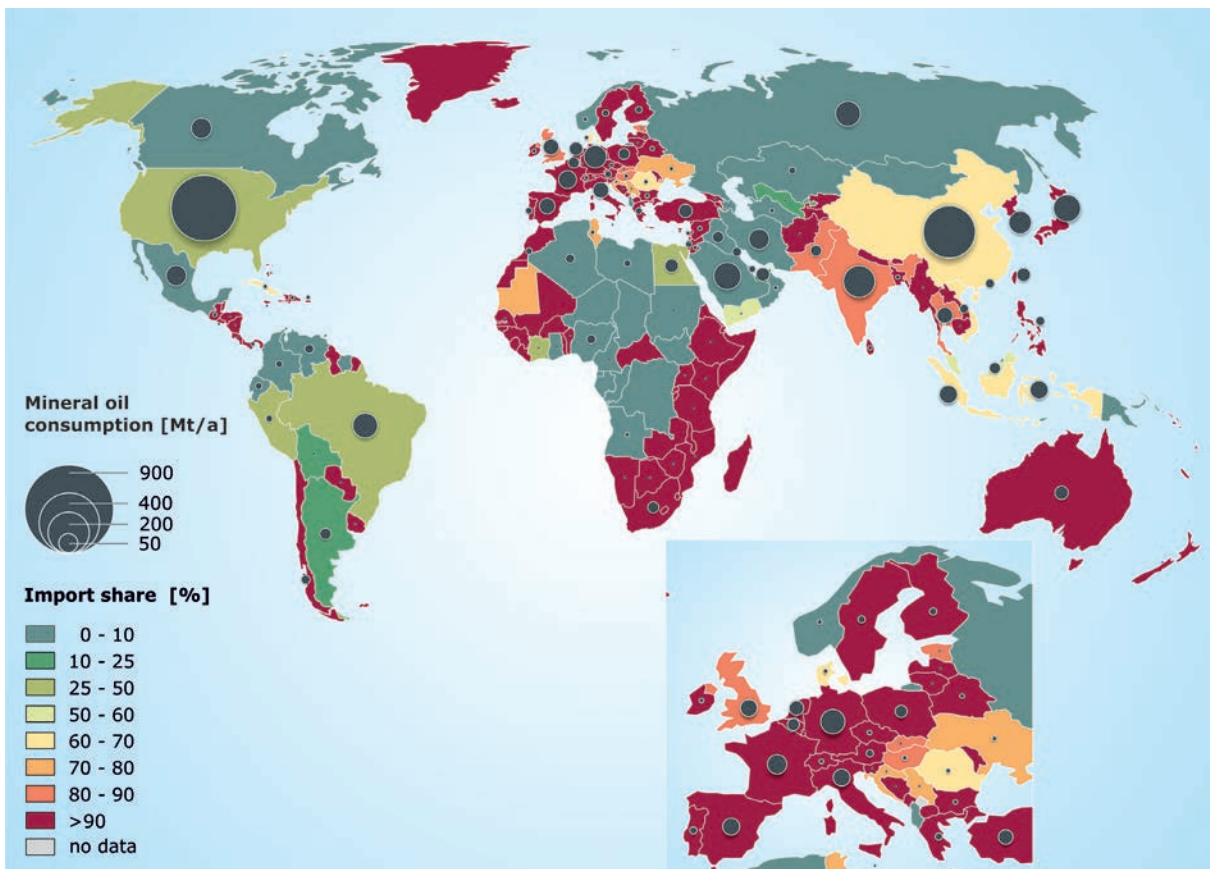 Mineral oil
consumption [Mt/a]
900
400
200
50
Import share [%]
0 - 10
10 - 25
25 - 50
50 - 60
60 - 70
70 - 80
80 - 90
>90
no data